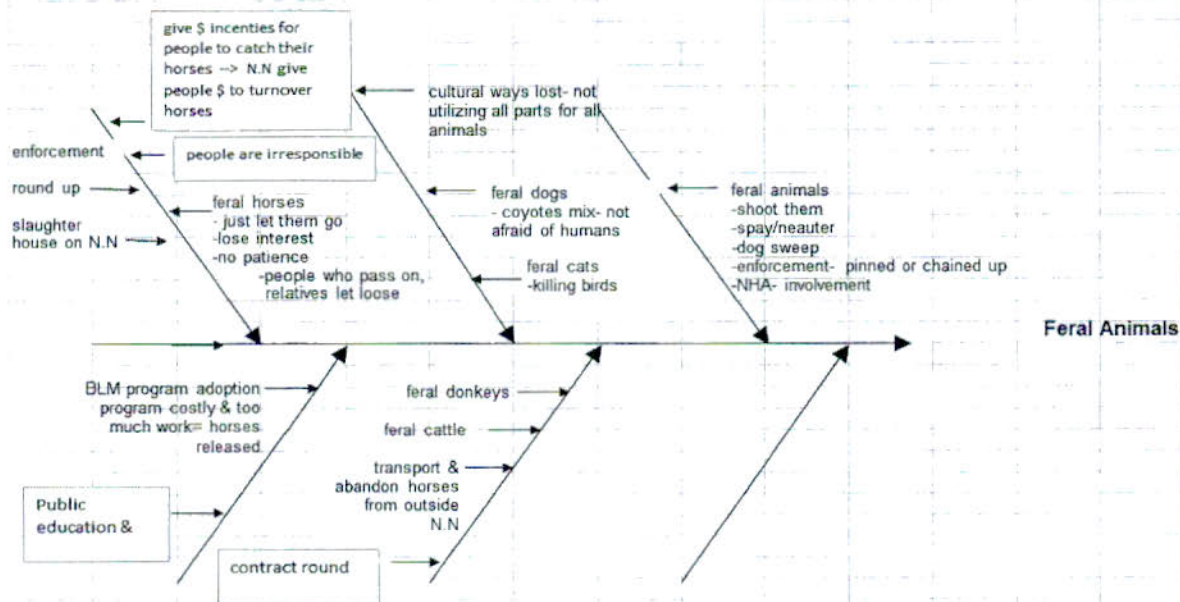 give $ incenties for
people to catch their
horses --> N.N give
people $ to turnover
horses
enforcement
people are irresponsible
round up
slaughter
house on N.N
feral horses
- just let them go
-lose interest
-no patience
-people who pass on,
relatives let loose
cultural ways lost- not
utilizing all parts for all
animals
feral dogs
- coyotes mix- not
afraid of humans
feral cats
-killing birds
feral animals
-shoot them
-spay/neauter
-dog sweep
-enforcement- pinned or chained up
-NHA- involvement
Feral Animals
BLM program adoption
program costly & too
much work= horses
released
Public
education &
feral donkeys
feral cattle
transport &
abandon horses
from outside
N.N
contract round